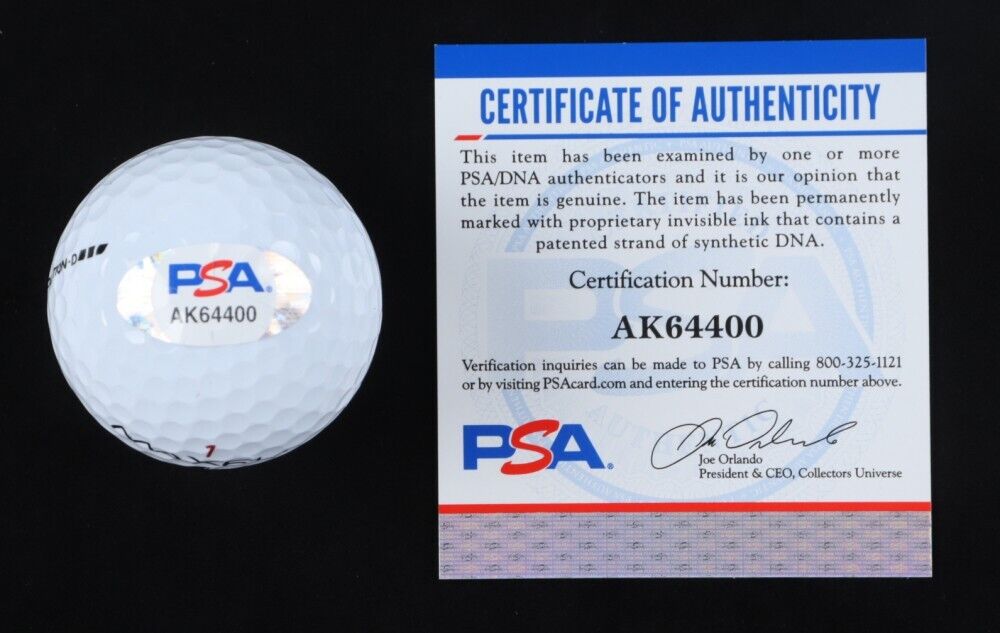 PSA
AK64400
7
CERTIFICATE OF AUTHENTICITY
This item has been examined by one or more
PSA/DNA authenticators and it is our opinion that
the item is genuine. The item has been permanently
marked with proprietary invisible ink that contains a
patented strand of synthetic DNA.
Certification Number:
AK64400
Verification inquiries can be made to PSA by calling 800-325-1121
or by visiting PSAcard.com and entering the certification number above.
PSA
Joe Orlando
President & CEO, Collectors Universe